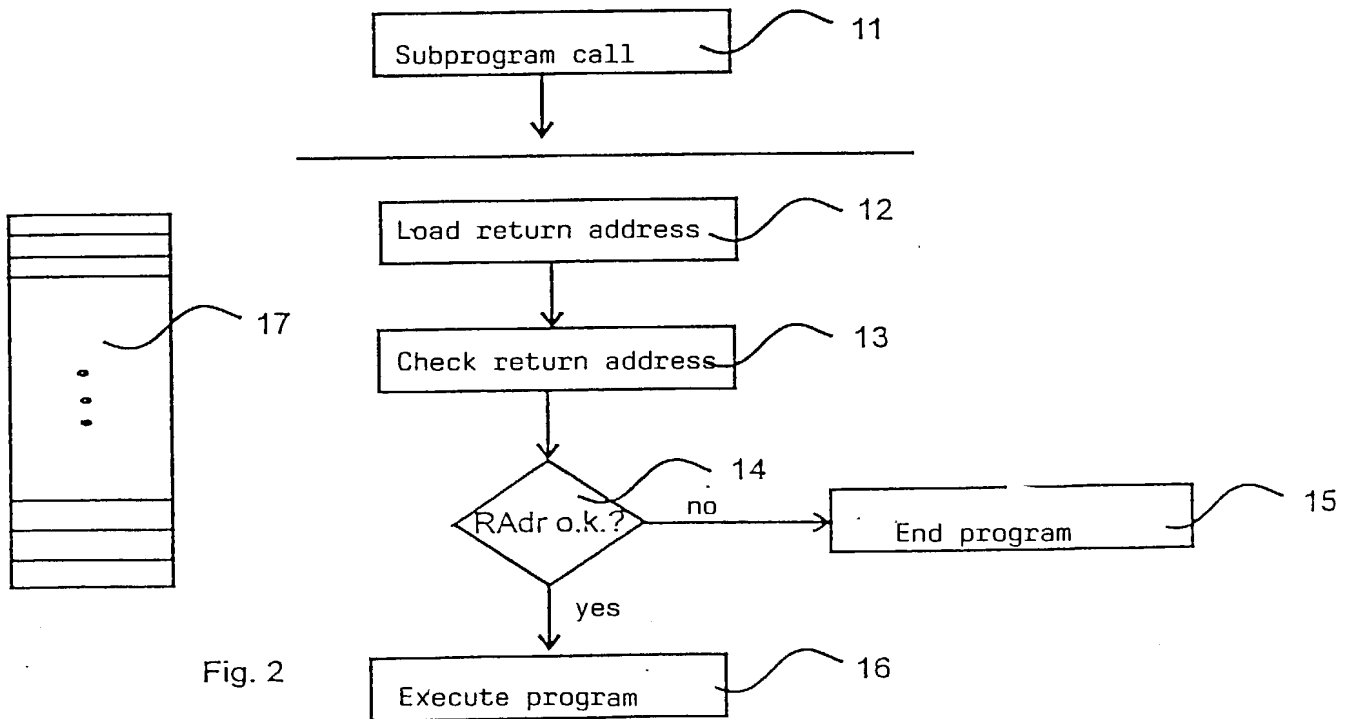 Subprogram call
11
Load return address
12
17
Check return address
13
RAdr o.k.?
14
no
End program
15
yes
Fig. 2
Execute program
16